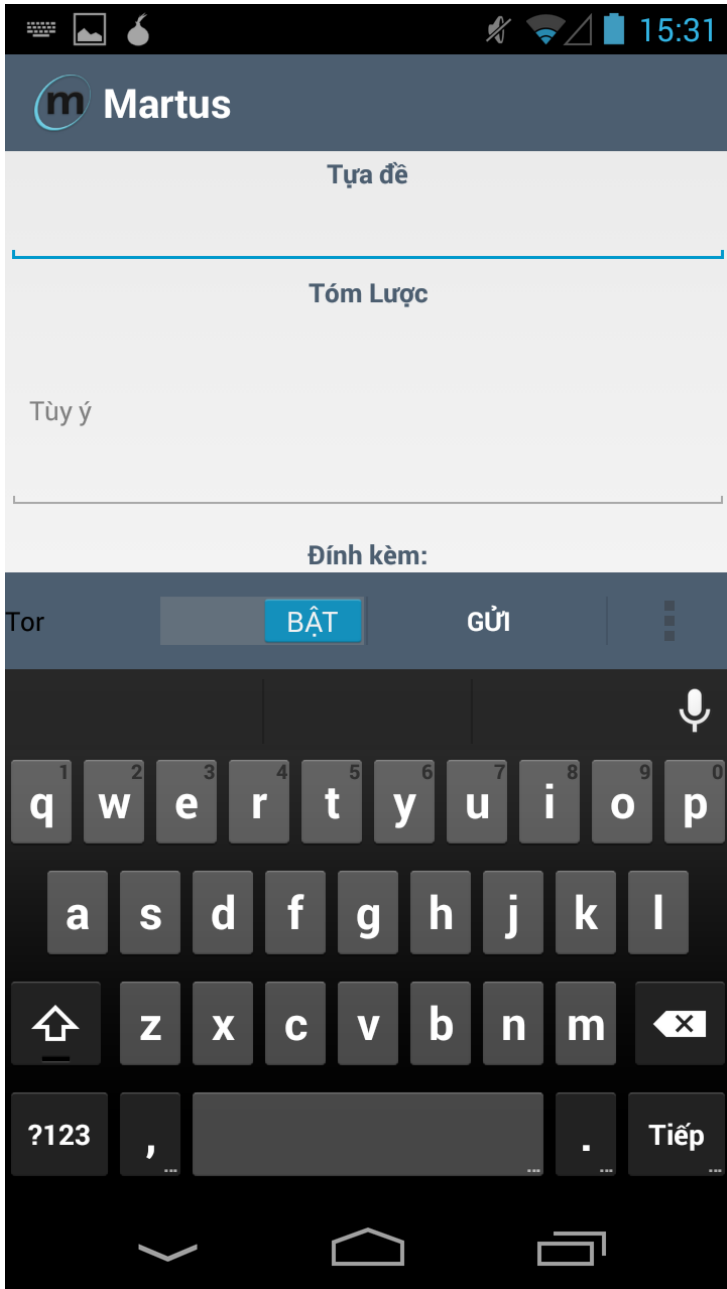 15:31
m Martus
Tựa đề
Tóm Lược
Tùy ý
Đính kèm:
Tor BẬT GỬI
1 2 3 4 5 6 7 8 9 0
q w e r t y u i o p
a s d f g h j k l
z x c v b n m
?123 , . Tiếp